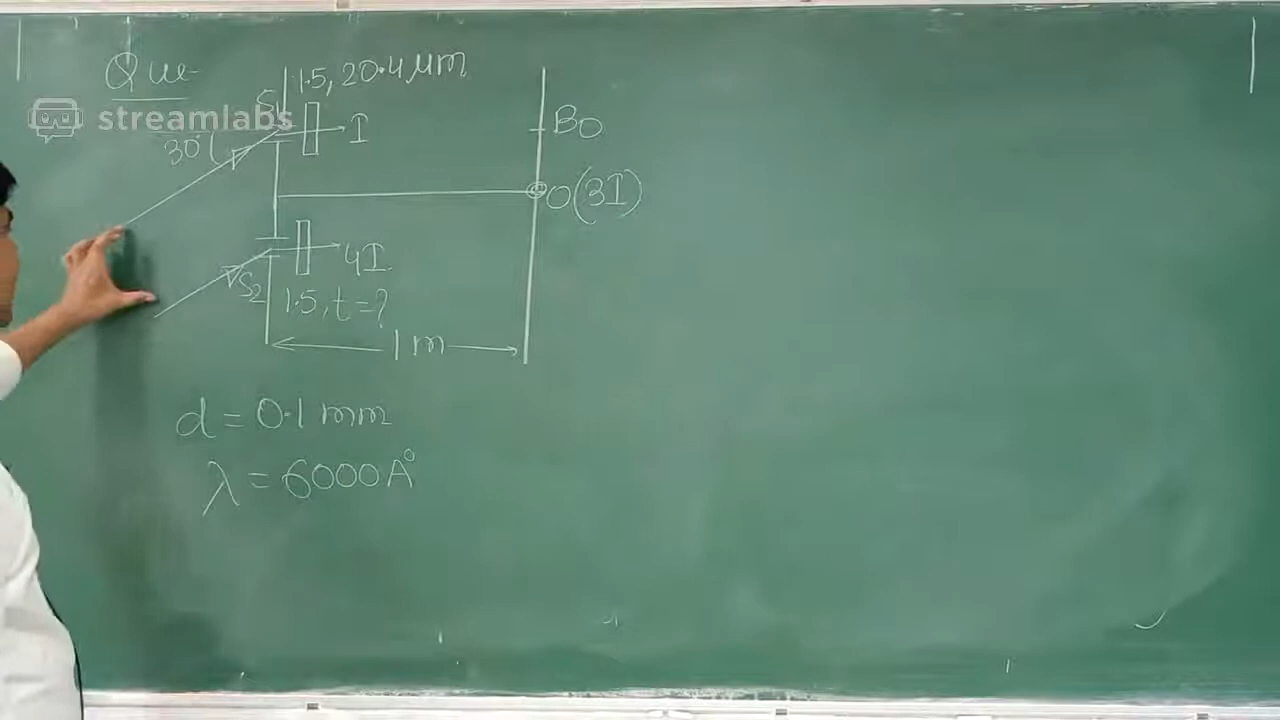 Que-
1.5, 20.4 μm
streamlabs
S1
30°
I
B0
O(3I)
S2
4I
1.5, t = ?
1 m
d = 0.1 mm
λ = 6000 A°